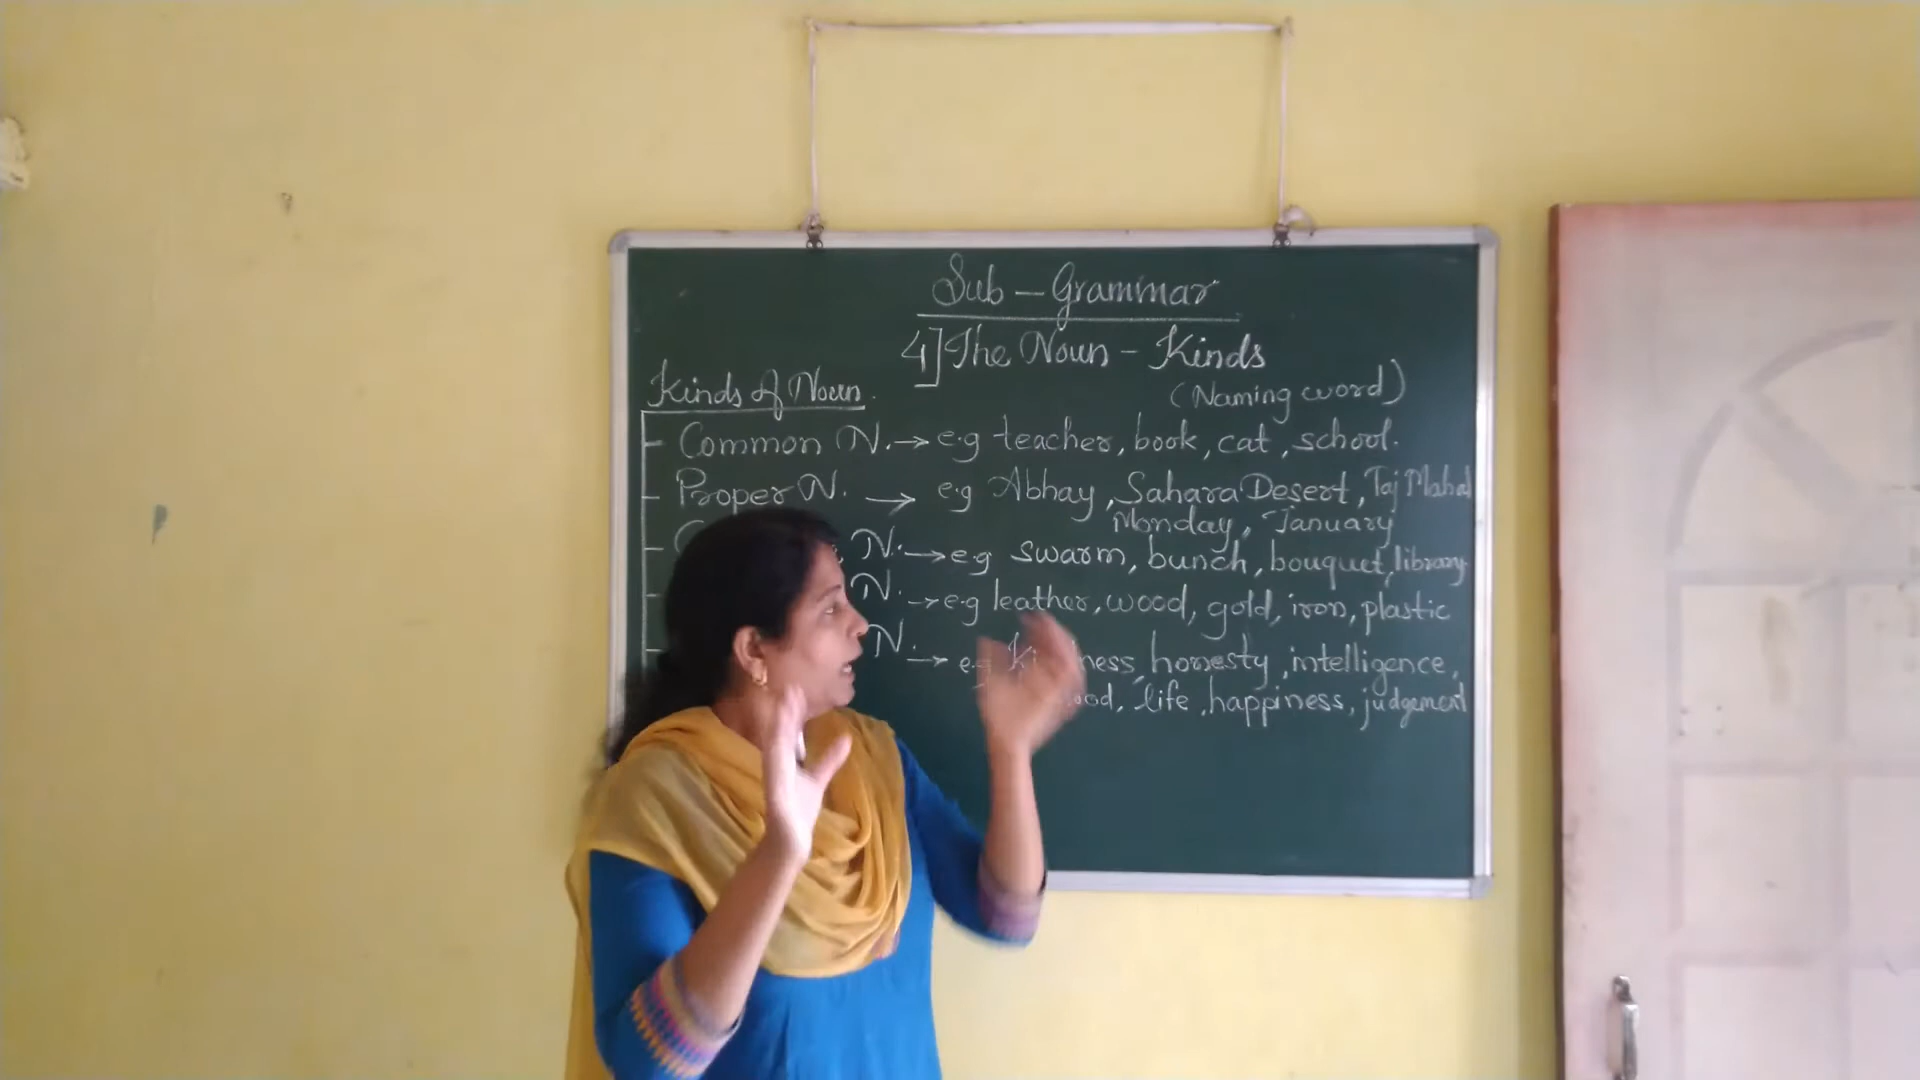 Sub - Grammar
4] The Noun - Kinds
Kinds of Noun.
(Naming word)
Common N. → e.g teacher, book, cat, school.
Proper N. → e.g Abhay, Sahara Desert, Taj Mahal
Monday, January
N. → e.g swarm, bunch, bouquet, library
N. → e.g leather, wood, gold, iron, plastic
N. → e.g honesty, intelligence,
life, happiness, judgement